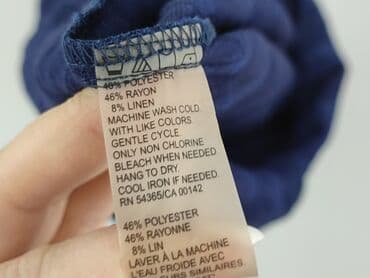 46% POLYESTER
46% RAYON
8% LINEN
MACHINE WASH COLD
WITH LIKE COLORS
GENTLE CYCLE
ONLY NON CHLORINE
BLEACH WHEN NEEDED
HANG TO DRY.
COOL IRON IF NEEDED.
RN 54365/CA 00142
46% POLYESTER
46% RAYONNE
8% LIN
LAVER À LA MACHINE
L'EAU FROIDE AVEC
SIMILAIRES.